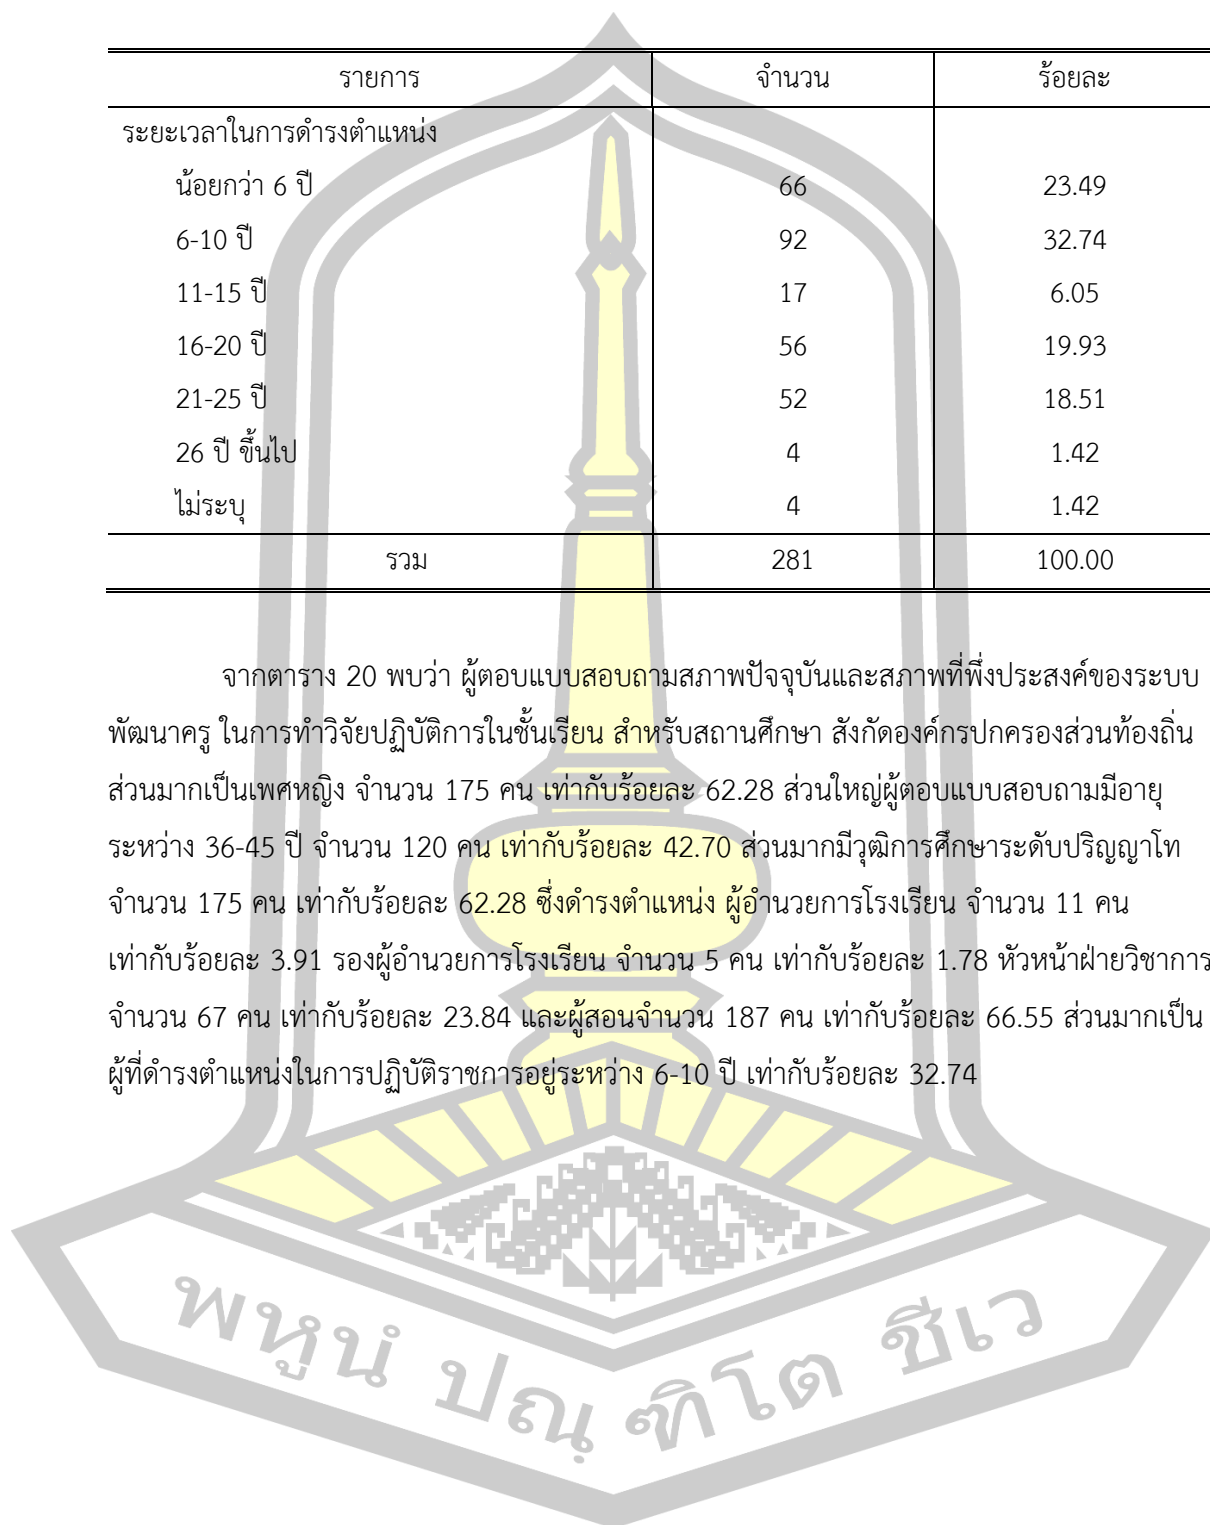 รายการ จำนวน ร้อยละ
ระยะเวลาในการดำรงตำแหน่ง
น้อยกว่า 6 ปี 66 23.49
6-10 ปี 92 32.74
11-15 ปี 17 6.05
16-20 ปี 56 19.93
21-25 ปี 52 18.51
26 ปี ขึ้นไป 4 1.42
ไม่ระบุ 4 1.42
รวม 281 100.00
จากตาราง 20 พบว่า ผู้ตอบแบบสอบถามสภาพปัจจุบันและสภาพที่พึ่งประสงค์ของระบบ
พัฒนาครู ในการทำวิจัยปฏิบัติการในชั้นเรียน สำหรับสถานศึกษา สังกัดองค์กรปกครองส่วนท้องถิ่น
ส่วนมากเป็นเพศหญิง จำนวน 175 คน เท่ากับร้อยละ 62.28 ส่วนใหญ่ผู้ตอบแบบสอบถามมีอายุ
ระหว่าง 36-45 ปี จำนวน 120 คน เท่ากับร้อยละ 42.70 ส่วนมากมีวุฒิการศึกษาระดับปริญญาโท
จำนวน 175 คน เท่ากับร้อยละ 62.28 ซึ่งดำรงตำแหน่ง ผู้อำนวยการโรงเรียน จำนวน 11 คน
เท่ากับร้อยละ 3.91 รองผู้อำนวยการโรงเรียน จำนวน 5 คน เท่ากับร้อยละ 1.78 หัวหน้าฝ่ายวิชาการ
จำนวน 67 คน เท่ากับร้อยละ 23.84 และผู้สอนจำนวน 187 คน เท่ากับร้อยละ 66.55 ส่วนมากเป็น
ผู้ที่ดำรงตำแหน่งในการปฏิบัติราชการอยู่ระหว่าง 6-10 ปี เท่ากับร้อยละ 32.74
พหูนํ ปณฺฑิโต ชีเว